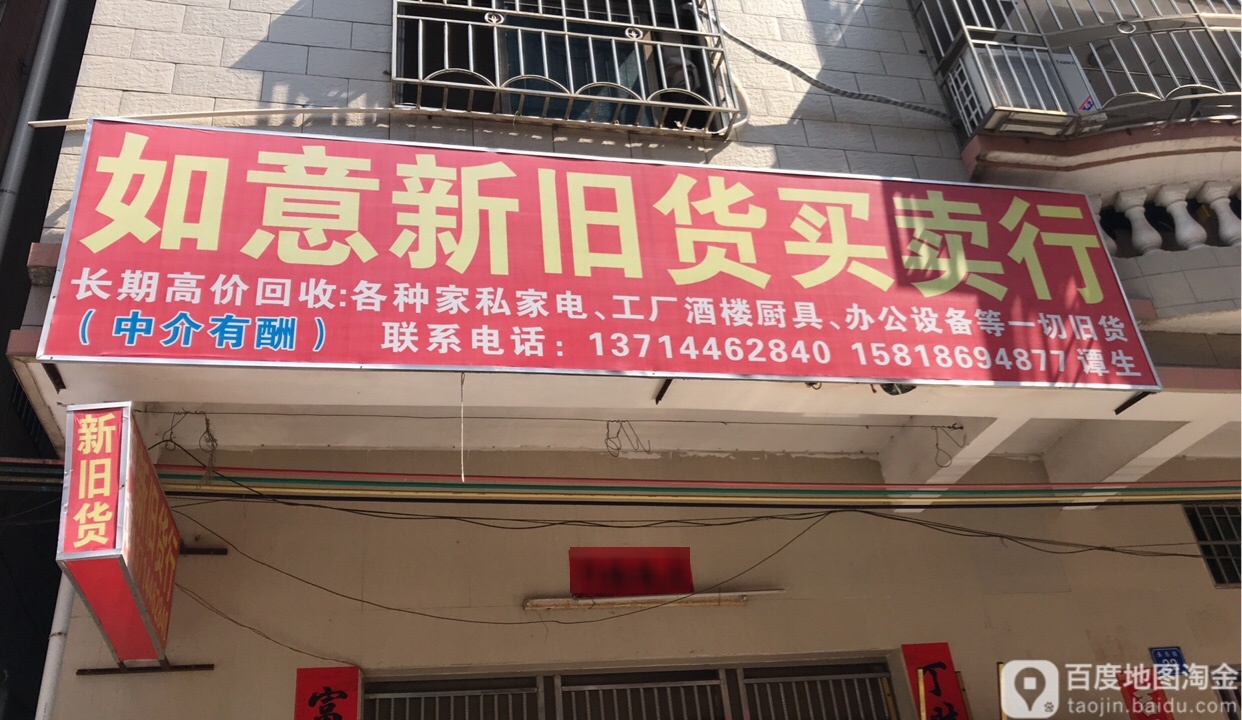 如意新旧货买卖行
长期高价回收:各种家私家电、工厂酒楼厨具、办公设备等一切旧货
(中介有酬) 联系电话: 13714462840 15818694877 谭生
新旧货
富
丁财
百度地图淘金
taojin.baidu.com